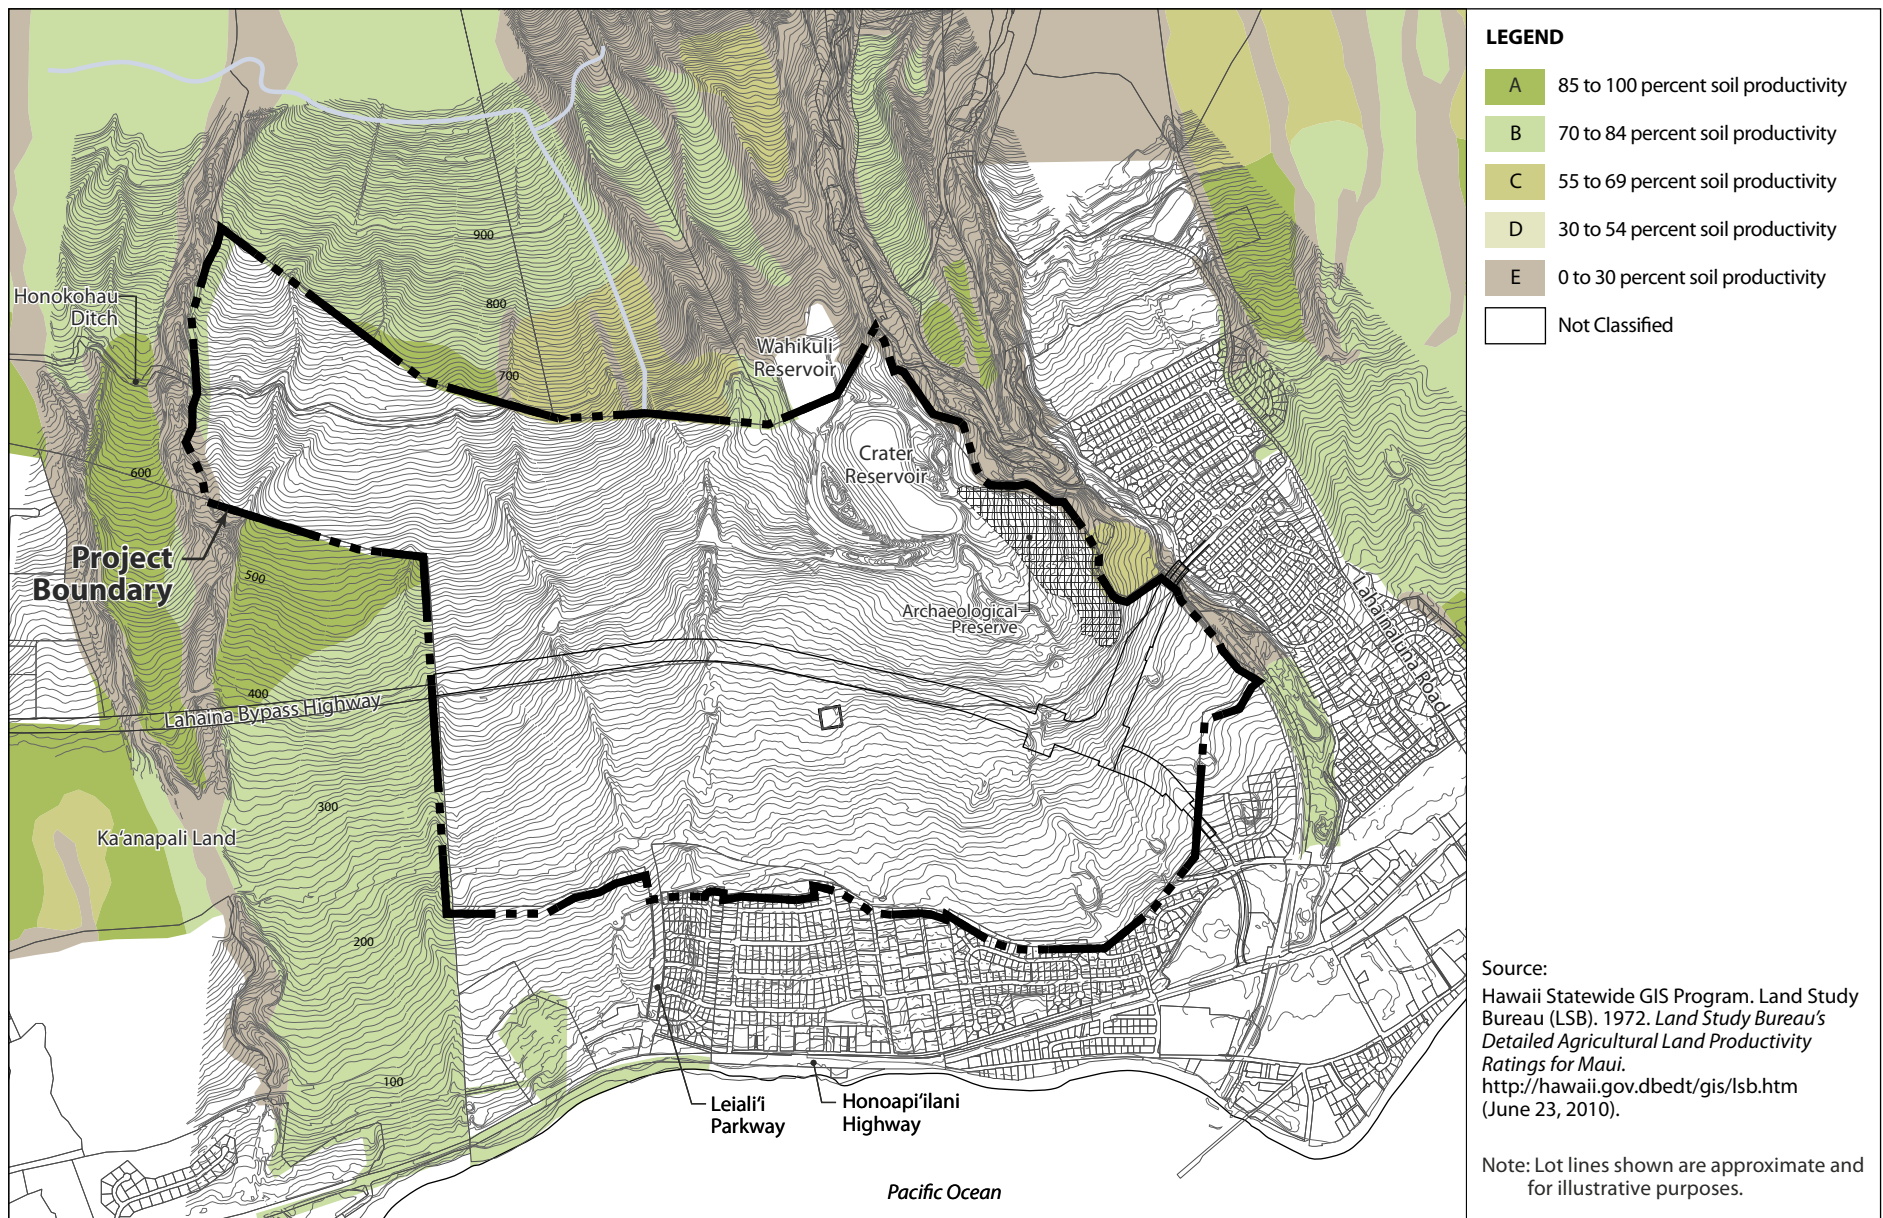 LEGEND
A 85 to 100 percent soil productivity
B 70 to 84 percent soil productivity
C 55 to 69 percent soil productivity
D 30 to 54 percent soil productivity
E 0 to 30 percent soil productivity
Not Classified
900
800
700
600
500
400
300
200
100
Honokohau
Ditch
Wahikuli
Reservoir
Crater
Reservoir
Project
Boundary
Archaeological
Preserve
Lahainaluna Road
Lahaina Bypass Highway
Ka‘anapali Land
Leiali‘i
Parkway
Honoapi‘ilani
Highway
Pacific Ocean
Source:
Hawaii Statewide GIS Program. Land Study
Bureau (LSB). 1972. Land Study Bureau’s
Detailed Agricultural Land Productivity
Ratings for Maui.
http://hawaii.gov.dbedt/gis/lsb.htm
(June 23, 2010).
Note: Lot lines shown are approximate and
for illustrative purposes.